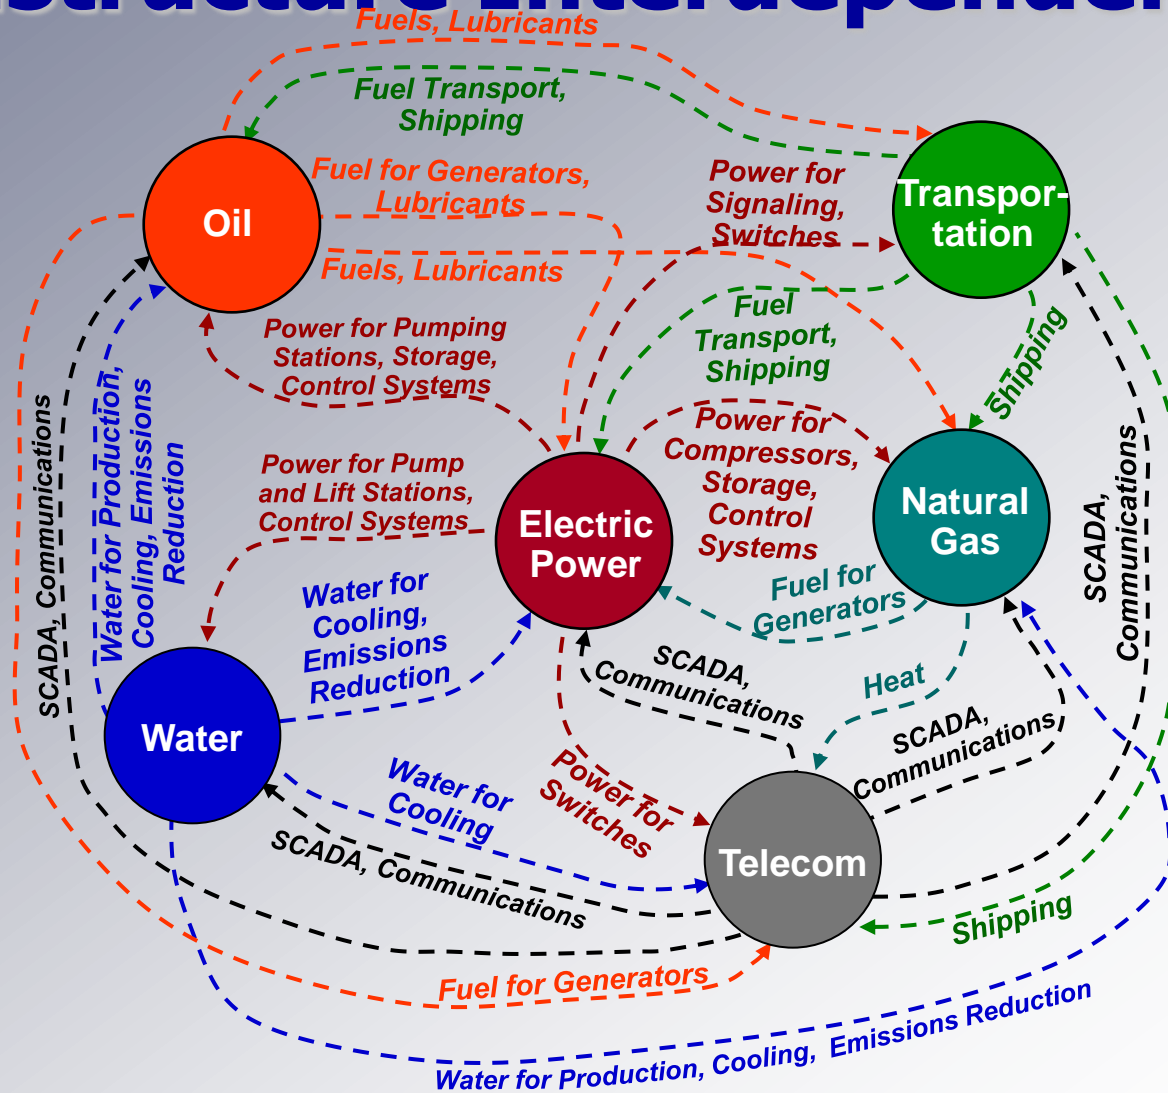 Interdepen
Fuels, Lubricants
Fuel Transport,
Shipping
Oil
Fuel for Generators,
Lubricants
Fuels, Lubricants
Power for
Signaling,
Switches
Transpor-
tation
Fuel
Transport,
Shipping
Shipping
Power for Pumping
Stations, Storage,
Control Systems
Power for
Compressors,
Storage,
Control
Systems
Natural
Gas
SCADA,
Communications
SCADA, Communications
Water for Production,
Cooling, Emissions
Reduction
Power for Pump
and Lift Stations,
Control Systems
Electric
Power
Fuel for
Generators
Water for
Cooling,
Emissions
Reduction
SCADA,
Communications
Heat
SCADA,
Communications
Water
Water for
Cooling
Power for
Switches
Telecom
SCADA, Communications
Shipping
Fuel for Generators
Water for Production, Cooling, Emissions Reduction